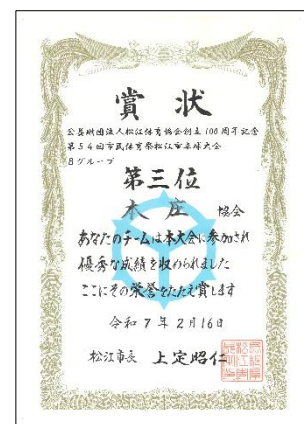 賞状
公益財団法人松江体育協会創立100周年記念
第54回市民体育祭松江市卓球大会
Bグループ
第三位
本庄 協会
あなたのチームは本大会に参加され
優秀な成績を収められました
ここにその栄誉をたたえ賞します
令和7年2月16日
松江市長 上定昭仁